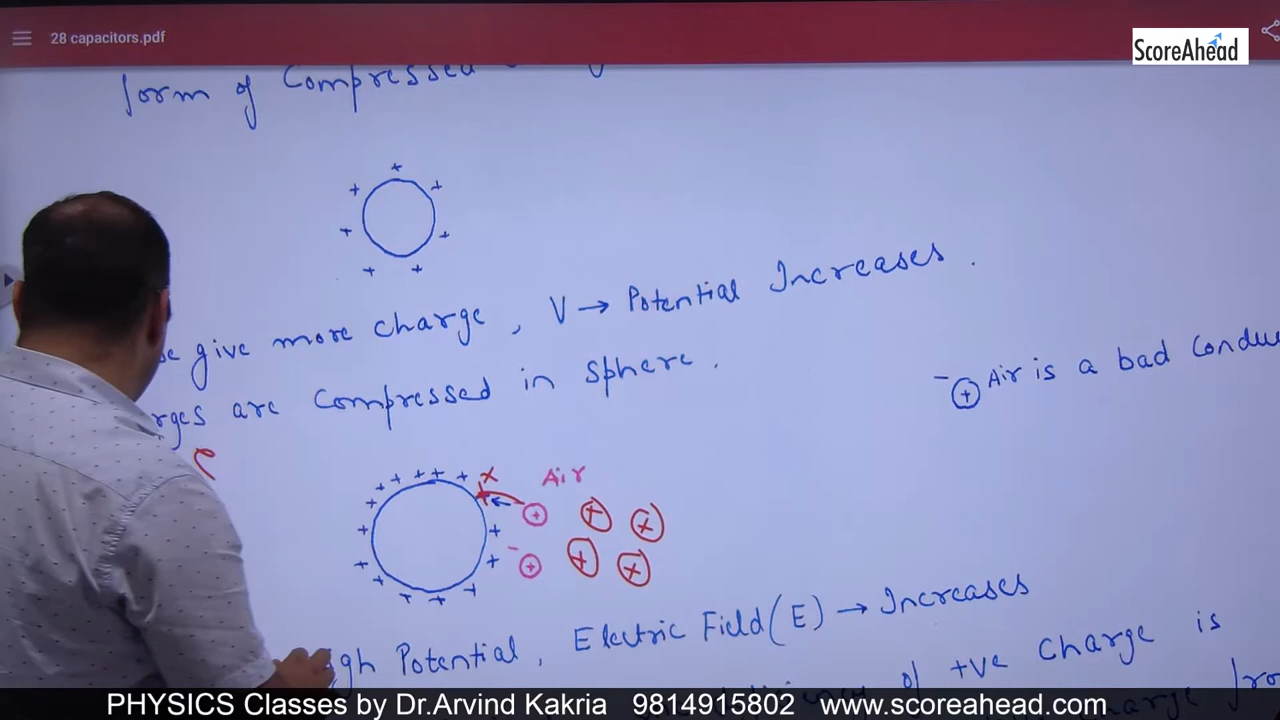 28 capacitors.pdf
ScoreAhead
form of Compressed
+ + + + + + +
give more charge, V → Potential Increases.
are compressed in sphere.
- + Air is a bad
Air
Potential, Electric Field (E) → Increases
of +ve charge is
PHYSICS Classes by Dr.Arvind Kakria 9814915802 www.scoreahead.com